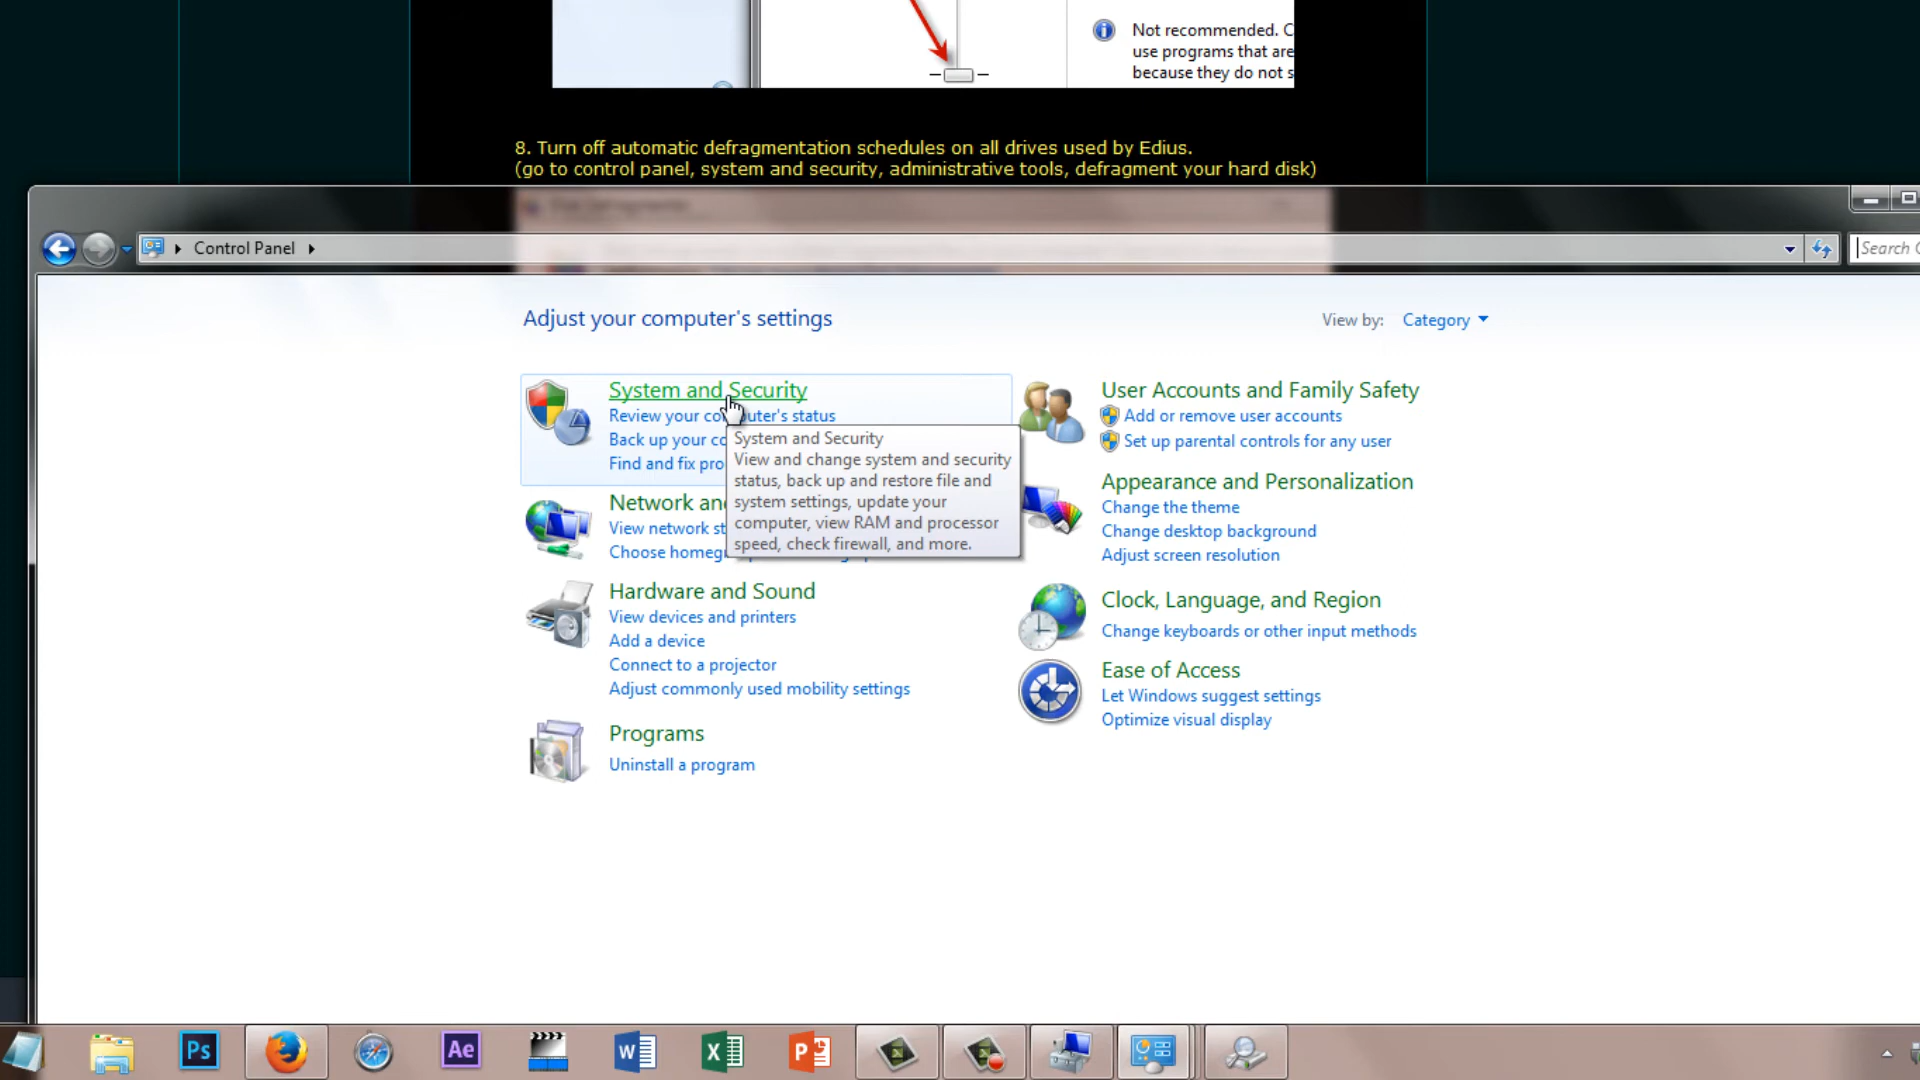 Not recommended. C
use programs that are
because they do not s
8. Turn off automatic defragmentation schedules on all drives used by Edius.
(go to control panel, system and security, administrative tools, defragment your hard disk)
Control Panel
Search C
Adjust your computer's settings
View by: Category
System and Security
Review your computer's status
Back up your co
Find and fix pro
System and Security
View and change system and security
status, back up and restore file and
system settings, update your
computer, view RAM and processor
speed, check firewall, and more.
Network an
View network st
Choose homegr
Hardware and Sound
View devices and printers
Add a device
Connect to a projector
Adjust commonly used mobility settings
Programs
Uninstall a program
User Accounts and Family Safety
Add or remove user accounts
Set up parental controls for any user
Appearance and Personalization
Change the theme
Change desktop background
Adjust screen resolution
Clock, Language, and Region
Change keyboards or other input methods
Ease of Access
Let Windows suggest settings
Optimize visual display
Ps
Ae
W
X
P